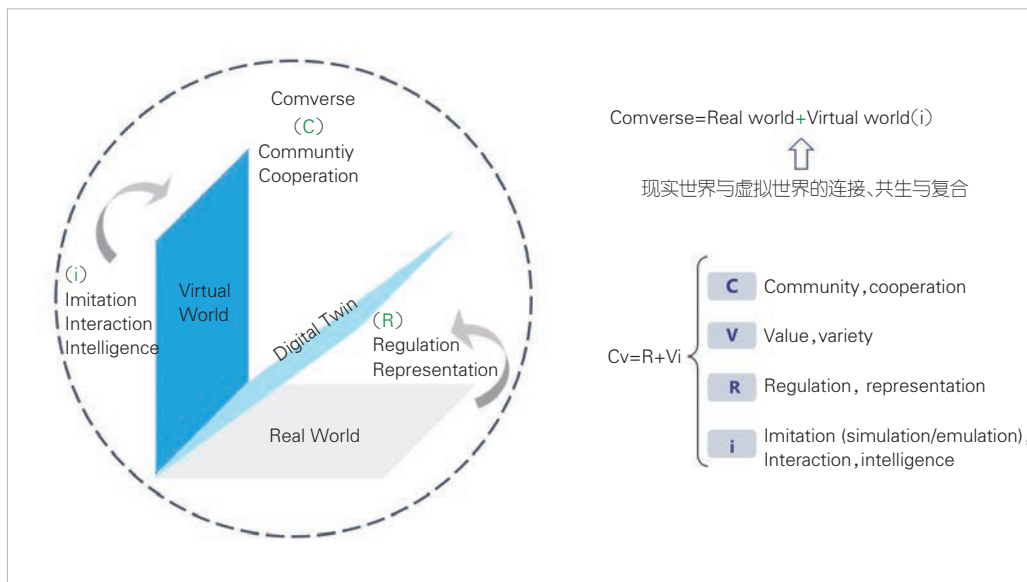 Comverse
(C)
Communtiy
Cooperation
(i)
Imitation
Interaction
Intelligence
Virtual
World
Digital Twin
(R)
Regulation
Representation
Real World
Comverse=Real world+Virtual world(i)
现实世界与虚拟世界的连接、共生与复合
Cv=R+Vi
C Community,cooperation
V Value,variety
R Regulation, representation
i Imitation (simulation/emulation),
Interaction,intelligence